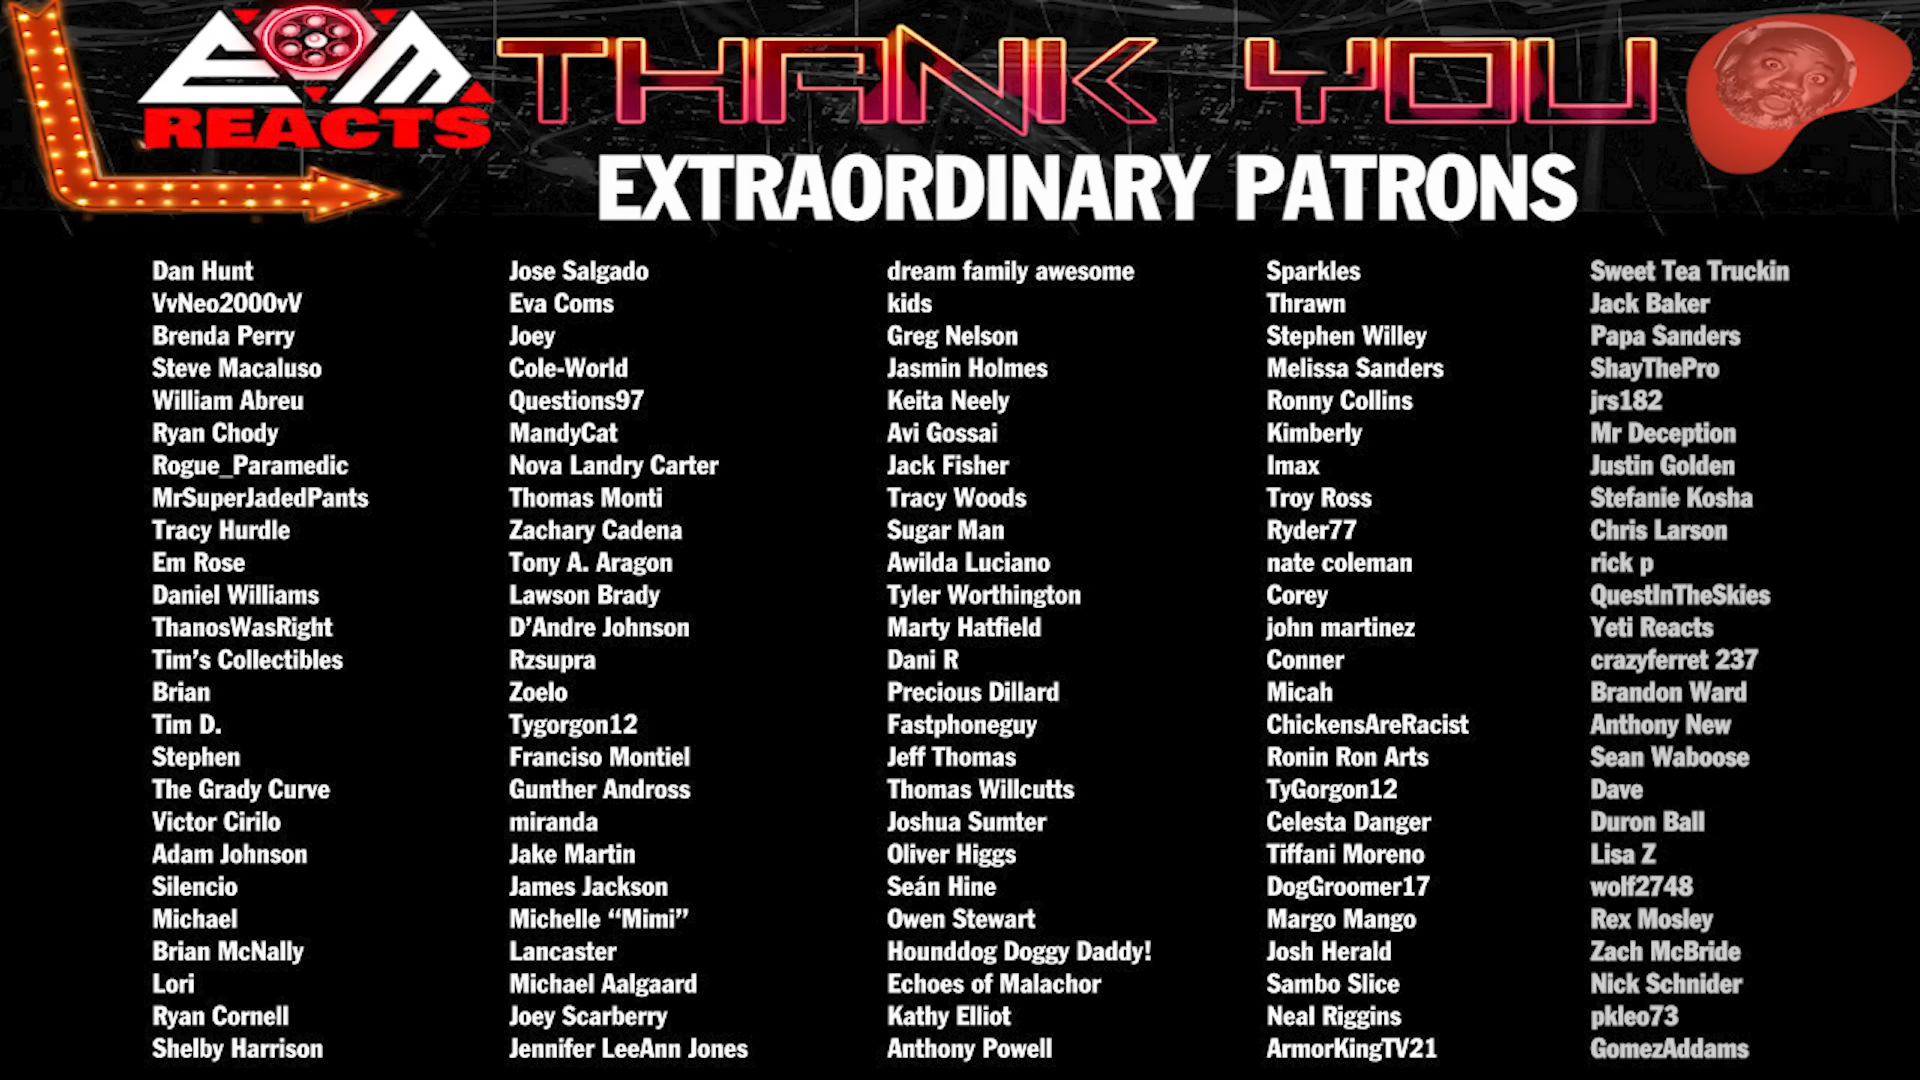 EOM
REACTS
THANK YOU
EXTRAORDINARY PATRONS
Dan Hunt
VvNeo2000vV
Brenda Perry
Steve Macaluso
William Abreu
Ryan Chody
Rogue_Paramedic
MrSuperJadedPants
Tracy Hurdle
Em Rose
Daniel Williams
ThanosWasRight
Tim’s Collectibles
Brian
Tim D.
Stephen
The Grady Curve
Victor Cirilo
Adam Johnson
Silencio
Michael
Brian McNally
Lori
Ryan Cornell
Shelby Harrison
Jose Salgado
Eva Coms
Joey
Cole-World
Questions97
MandyCat
Nova Landry Carter
Thomas Monti
Zachary Cadena
Tony A. Aragon
Lawson Brady
D’Andre Johnson
Rzsupra
Zoelo
Tygorgon12
Franciso Montiel
Gunther Andross
miranda
Jake Martin
James Jackson
Michelle “Mimi”
Lancaster
Michael Aalgaard
Joey Scarberry
Jennifer LeeAnn Jones
dream family awesome
kids
Greg Nelson
Jasmin Holmes
Keita Neely
Avi Gossai
Jack Fisher
Tracy Woods
Sugar Man
Awilda Luciano
Tyler Worthington
Marty Hatfield
Dani R
Precious Dillard
Fastphoneguy
Jeff Thomas
Thomas Willcutts
Joshua Sumter
Oliver Higgs
Seán Hine
Owen Stewart
Hounddog Doggy Daddy!
Echoes of Malachor
Kathy Elliot
Anthony Powell
Sparkles
Thrawn
Stephen Willey
Melissa Sanders
Ronny Collins
Kimberly
Imax
Troy Ross
Ryder77
nate coleman
Corey
john martinez
Conner
Micah
ChickensAreRacist
Ronin Ron Arts
TyGorgon12
Celesta Danger
Tiffani Moreno
DogGroomer17
Margo Mango
Josh Herald
Sambo Slice
Neal Riggins
ArmorKingTV21
Sweet Tea Truckin
Jack Baker
Papa Sanders
ShayThePro
jrs182
Mr Deception
Justin Golden
Stefanie Kosha
Chris Larson
rick p
QuestInTheSkies
Yeti Reacts
crazyferret 237
Brandon Ward
Anthony New
Sean Waboose
Dave
Duron Ball
Lisa Z
wolf2748
Rex Mosley
Zach McBride
Nick Schnider
pkleo73
GomezAddams